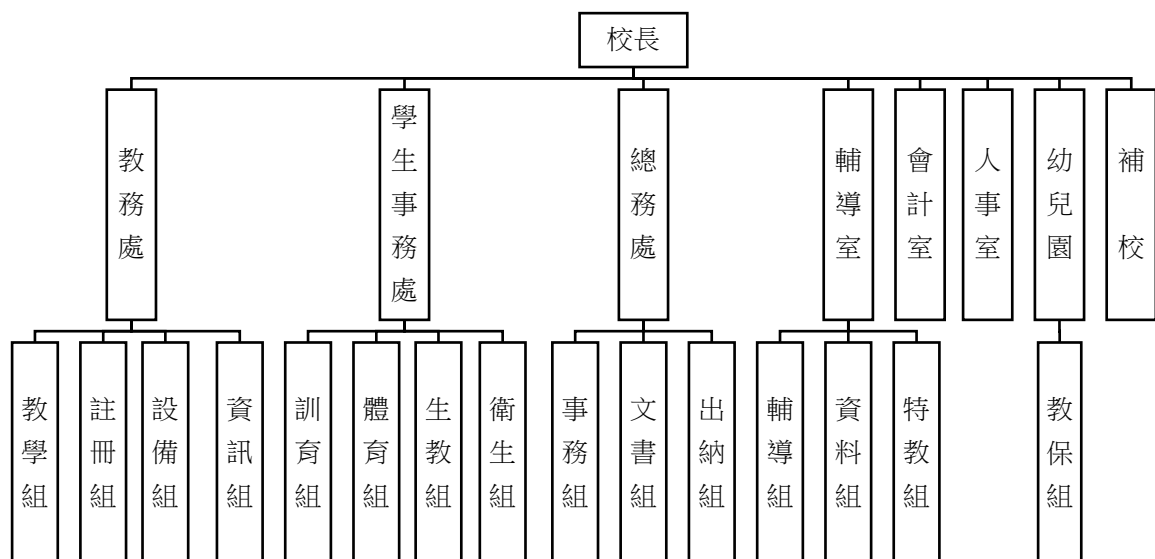 校長
教務處
學生事務處
總務處
輔導室
會計室
人事室
幼兒園
補校
教學組
註冊組
設備組
資訊組
訓育組
體育組
生教組
衛生組
事務組
文書組
出納組
輔導組
資料組
特教組
教保組